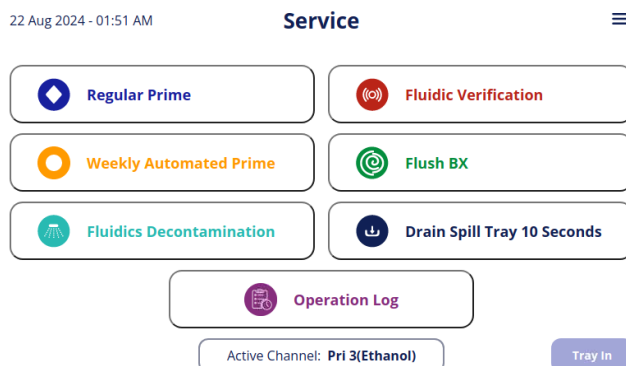 22 Aug 2024 - 01:51 AM
Service
Regular Prime
Fluidic Verification
Weekly Automated Prime
Flush BX
Fluidics Decontamination
Drain Spill Tray 10 Seconds
Operation Log
Active Channel: Pri 3(Ethanol)
Tray In